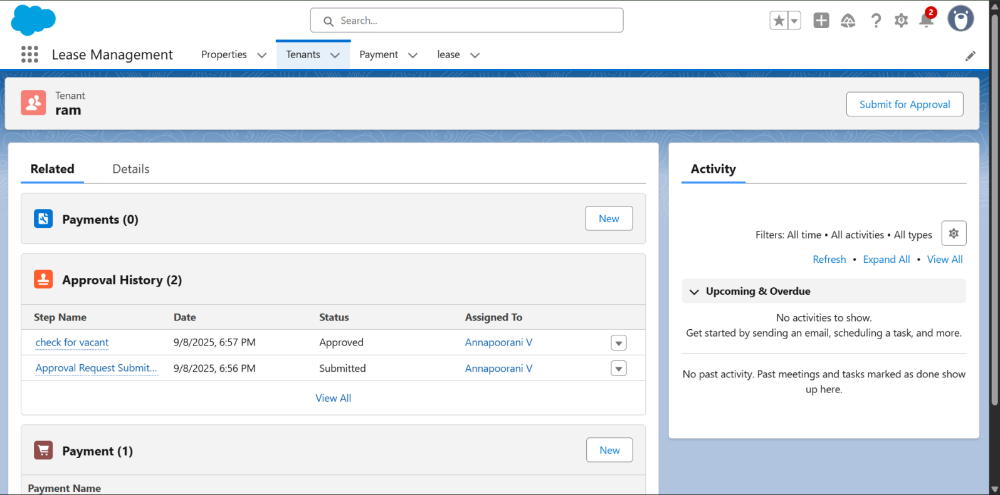 Search...
2
Lease Management
Properties
Tenants
Payment
lease
Tenant
ram
Submit for Approval
Related
Details
Payments (0)
New
Approval History (2)
Step Name Date Status Assigned To
check for vacant 9/8/2025, 6:57 PM Approved Annapoorani V
Approval Request Submit... 9/8/2025, 6:56 PM Submitted Annapoorani V
View All
Payment (1)
New
Payment Name
Activity
Filters: All time • All activities • All types
Refresh • Expand All • View All
Upcoming & Overdue
No activities to show.
Get started by sending an email, scheduling a task, and more.
No past activity. Past meetings and tasks marked as done show
up here.